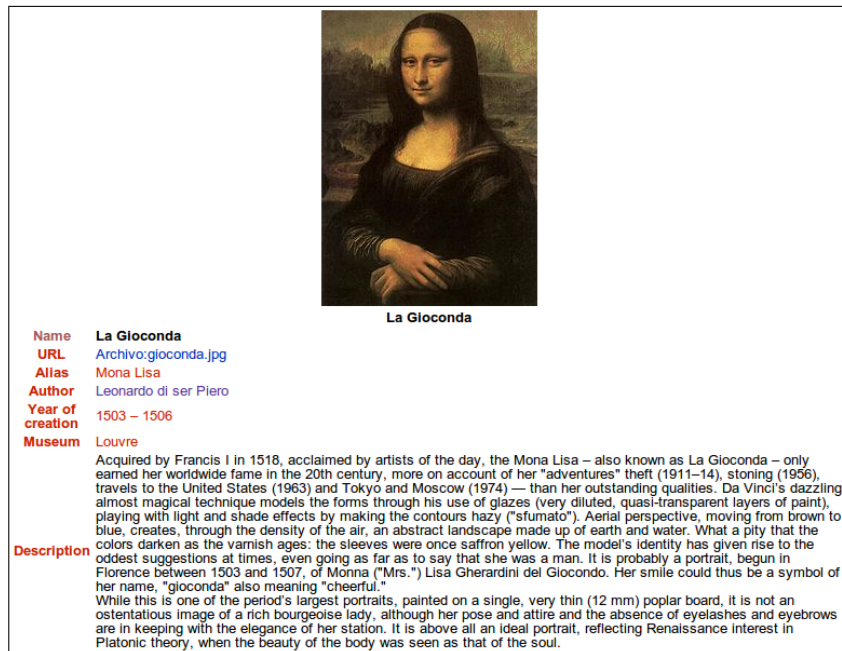 La Gioconda
Name La Gioconda
URL Archivo:gioconda.jpg
Alias Mona Lisa
Author Leonardo di ser Piero
Year of creation 1503 – 1506
Museum Louvre
Description
Acquired by Francis I in 1518, acclaimed by artists of the day, the Mona Lisa – also known as La Gioconda – only
earned her worldwide fame in the 20th century, more on account of her "adventures" theft (1911–14), stoning (1956),
travels to the United States (1963) and Tokyo and Moscow (1974) — than her outstanding qualities. Da Vinci's dazzling
almost magical technique models the forms through his use of glazes (very diluted, quasi-transparent layers of paint),
playing with light and shade effects by making the contours hazy ("sfumato"). Aerial perspective, moving from brown to
blue, creates, through the density of the air, an abstract landscape made up of earth and water. What a pity that the
colors darken as the varnish ages: the sleeves were once saffron yellow. The model's identity has given rise to the
oddest suggestions at times, even going as far as to say that she was a man. It is probably a portrait, begun in
Florence between 1503 and 1507, of Monna ("Mrs.") Lisa Gherardini del Giocondo. Her smile could thus be a symbol of
her name, "gioconda" also meaning "cheerful."
While this is one of the period's largest portraits, painted on a single, very thin (12 mm) poplar board, it is not an
ostentatious image of a rich bourgeoise lady, although her pose and attire and the absence of eyelashes and eyebrows
are in keeping with the elegance of her station. It is above all an ideal portrait, reflecting Renaissance interest in
Platonic theory, when the beauty of the body was seen as that of the soul.